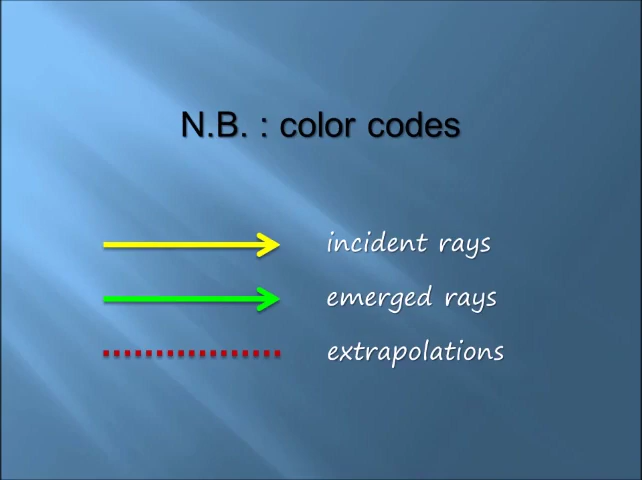 N.B. : color codes
incident rays
emerged rays
extrapolations